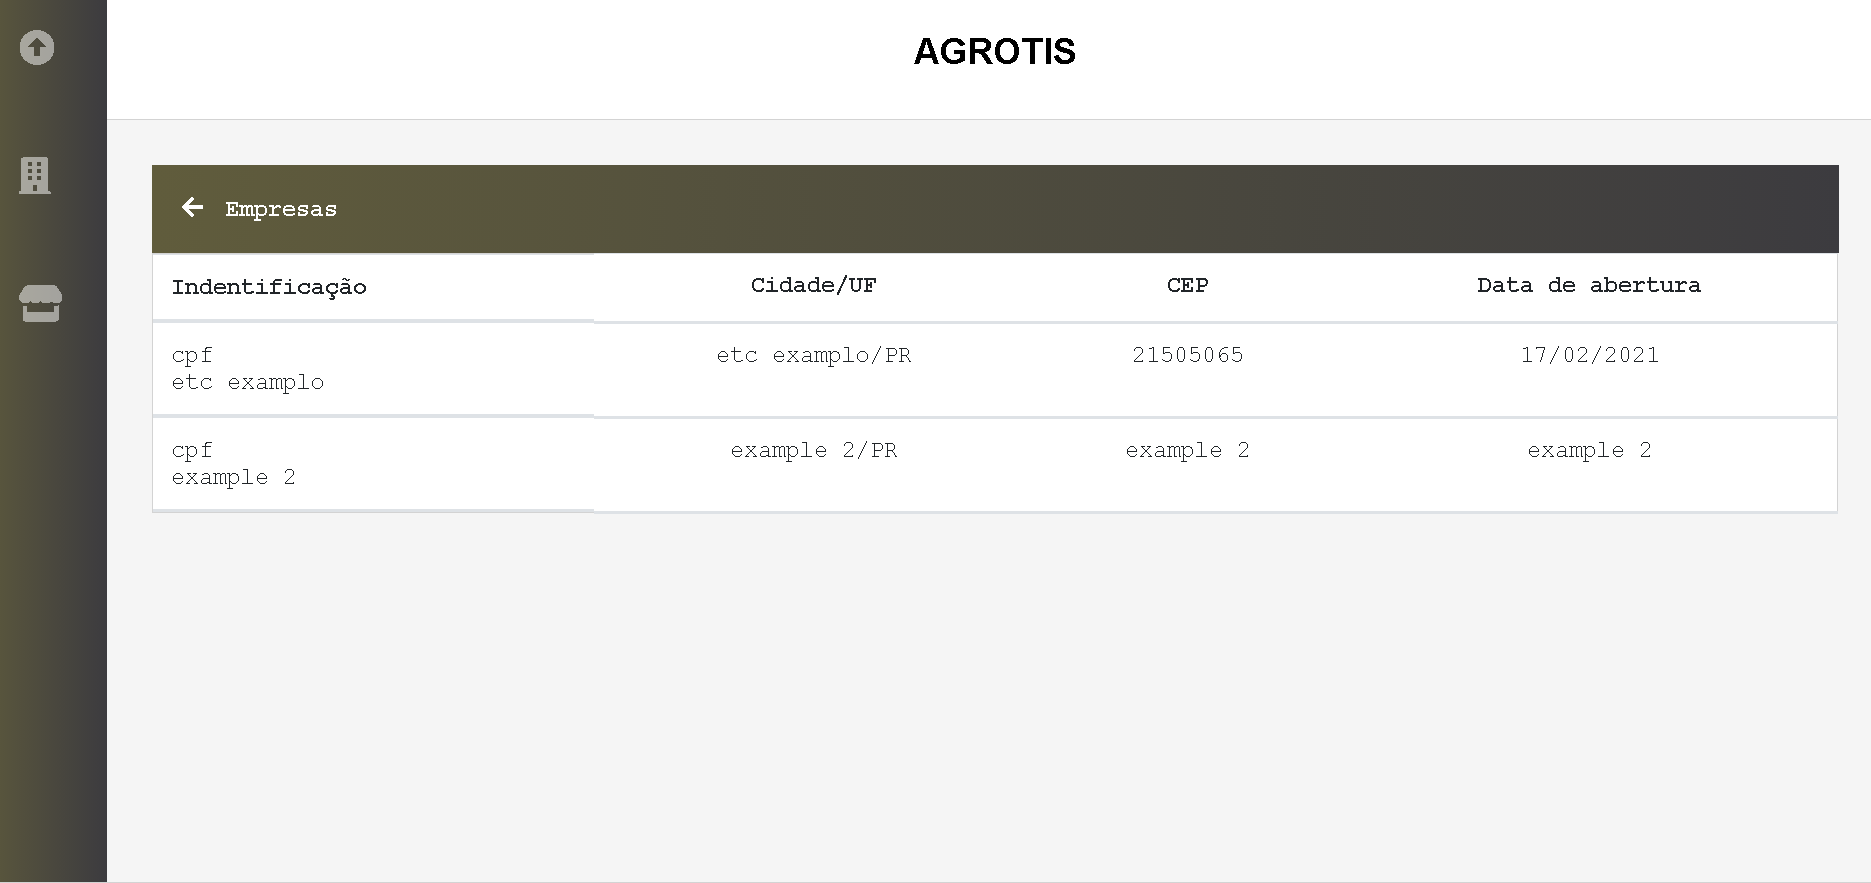 AGROTIS
Empresas
Indentificação Cidade/UF CEP Data de abertura
cpf etc examplo/PR 21505065 17/02/2021
etc examplo
cpf example 2/PR example 2 example 2
example 2